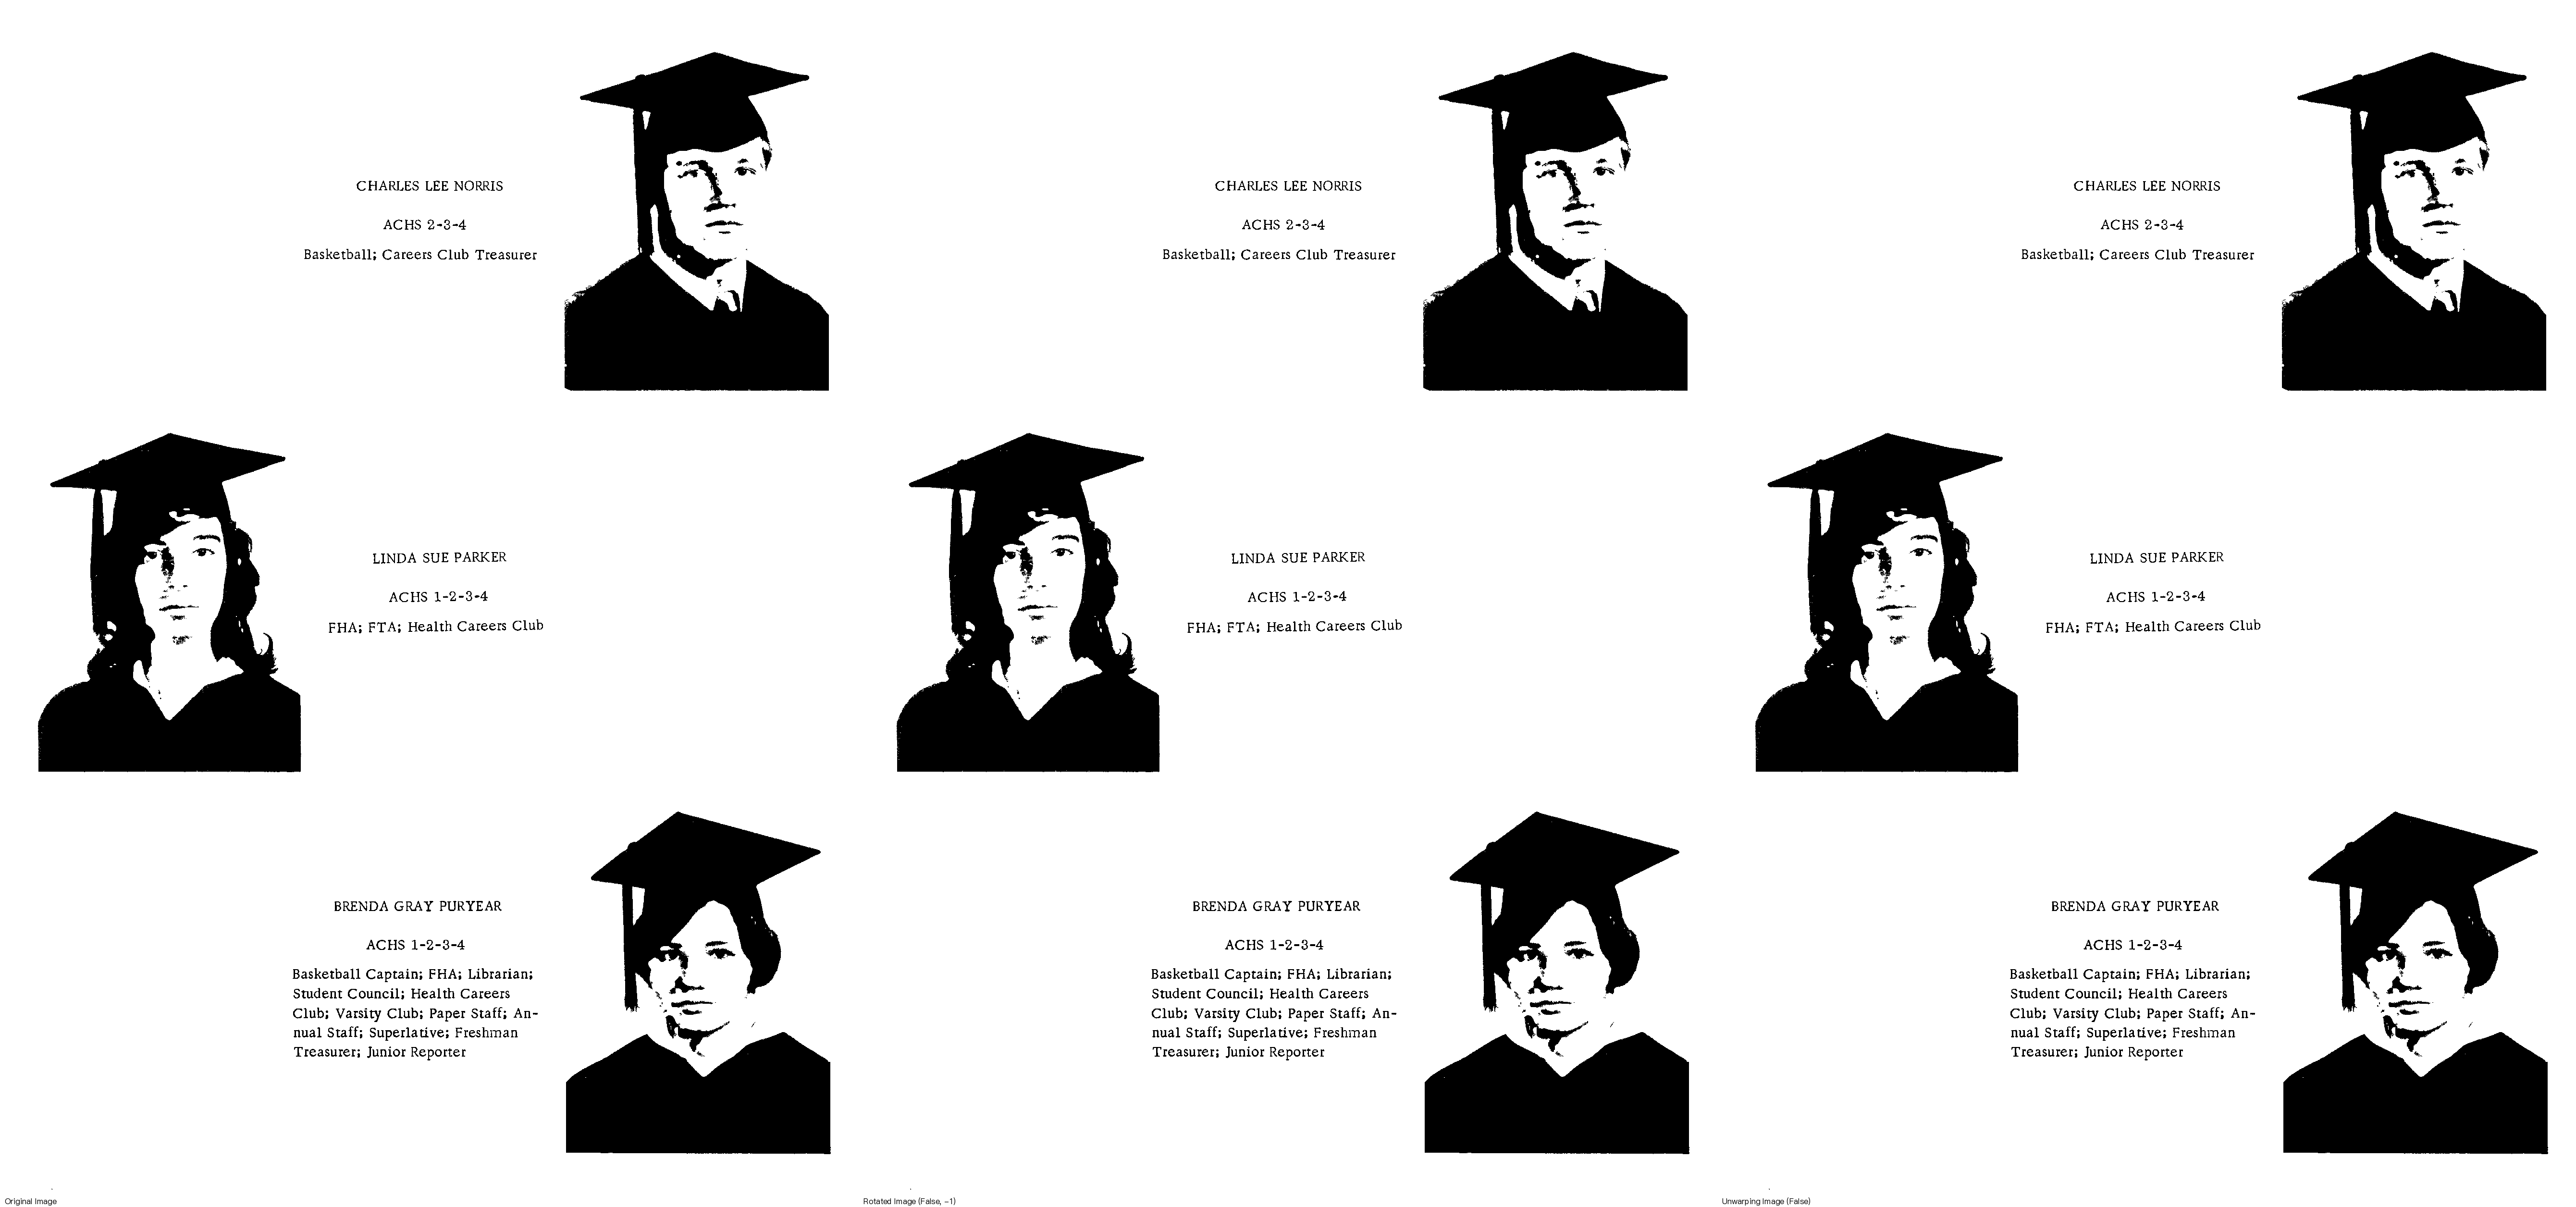 CHARLES LEE NORRIS
ACHS 2-3-4
Basketball; Careers Club Treasurer
LINDA SUE PARKER
ACHS 1-2-3-4
FHA; FTA; Health Careers Club
BRENDA GRAY PURYEAR
ACHS 1-2-3-4
Basketball Captain; FHA; Librarian;
Student Council; Health Careers
Club; Varsity Club; Paper Staff; An-
nual Staff; Superlative; Freshman
Treasurer; Junior Reporter
Original Image
CHARLES LEE NORRIS
ACHS 2-3-4
Basketball; Careers Club Treasurer
LINDA SUE PARKER
ACHS 1-2-3-4
FHA; FTA; Health Careers Club
BRENDA GRAY PURYEAR
ACHS 1-2-3-4
Basketball Captain; FHA; Librarian;
Student Council; Health Careers
Club; Varsity Club; Paper Staff; An-
nual Staff; Superlative; Freshman
Treasurer; Junior Reporter
Rotated Image (False, -1)
CHARLES LEE NORRIS
ACHS 2-3-4
Basketball; Careers Club Treasurer
LINDA SUE PARKER
ACHS 1-2-3-4
FHA; FTA; Health Careers Club
BRENDA GRAY PURYEAR
ACHS 1-2-3-4
Basketball Captain; FHA; Librarian;
Student Council; Health Careers
Club; Varsity Club; Paper Staff; An-
nual Staff; Superlative; Freshman
Treasurer; Junior Reporter
Unwarping Image (False)